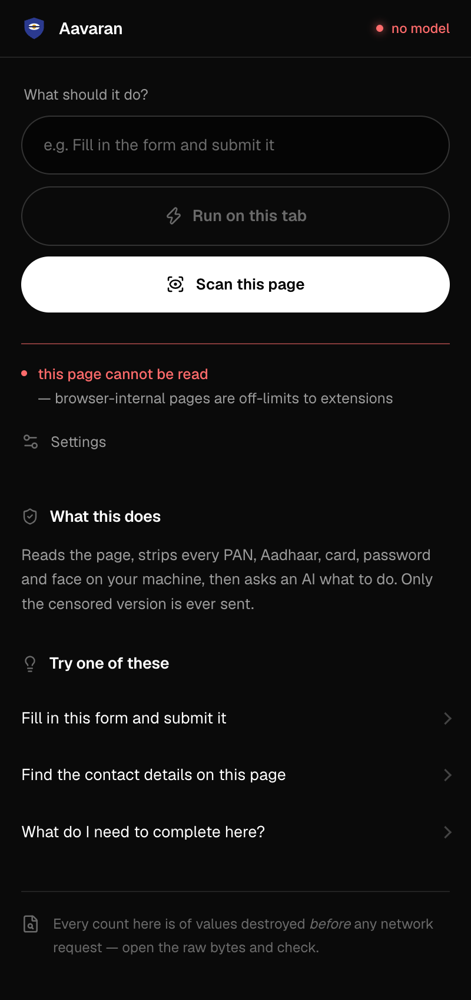 Aavaran
no model
What should it do?
e.g. Fill in the form and submit it
Run on this tab
Scan this page
this page cannot be read
— browser-internal pages are off-limits to extensions
Settings
What this does
Reads the page, strips every PAN, Aadhaar, card, password
and face on your machine, then asks an AI what to do. Only
the censored version is ever sent.
Try one of these
Fill in this form and submit it
Find the contact details on this page
What do I need to complete here?
Every count here is of values destroyed before any network
request — open the raw bytes and check.